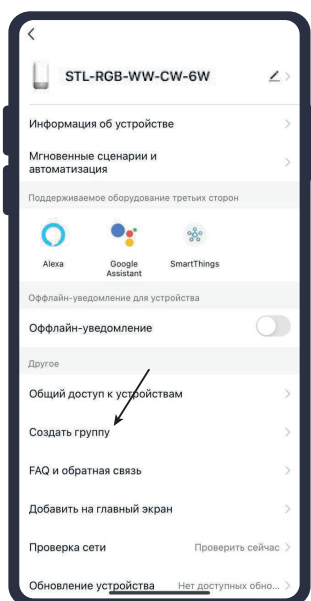 STL-RGB-WW-CW-6W
Информация об устройстве
Мгновенные сценарии и
автоматизация
Поддерживаемое оборудование третьих сторон
Alexa
Google
Assistant
SmartThings
Оффлайн-уведомление для устройства
Оффлайн-уведомление
Другое
Общий доступ к устройствам
Создать группу
FAQ и обратная связь
Добавить на главный экран
Проверка сети Проверить сейчас
Обновление устройства Нет доступных обно...